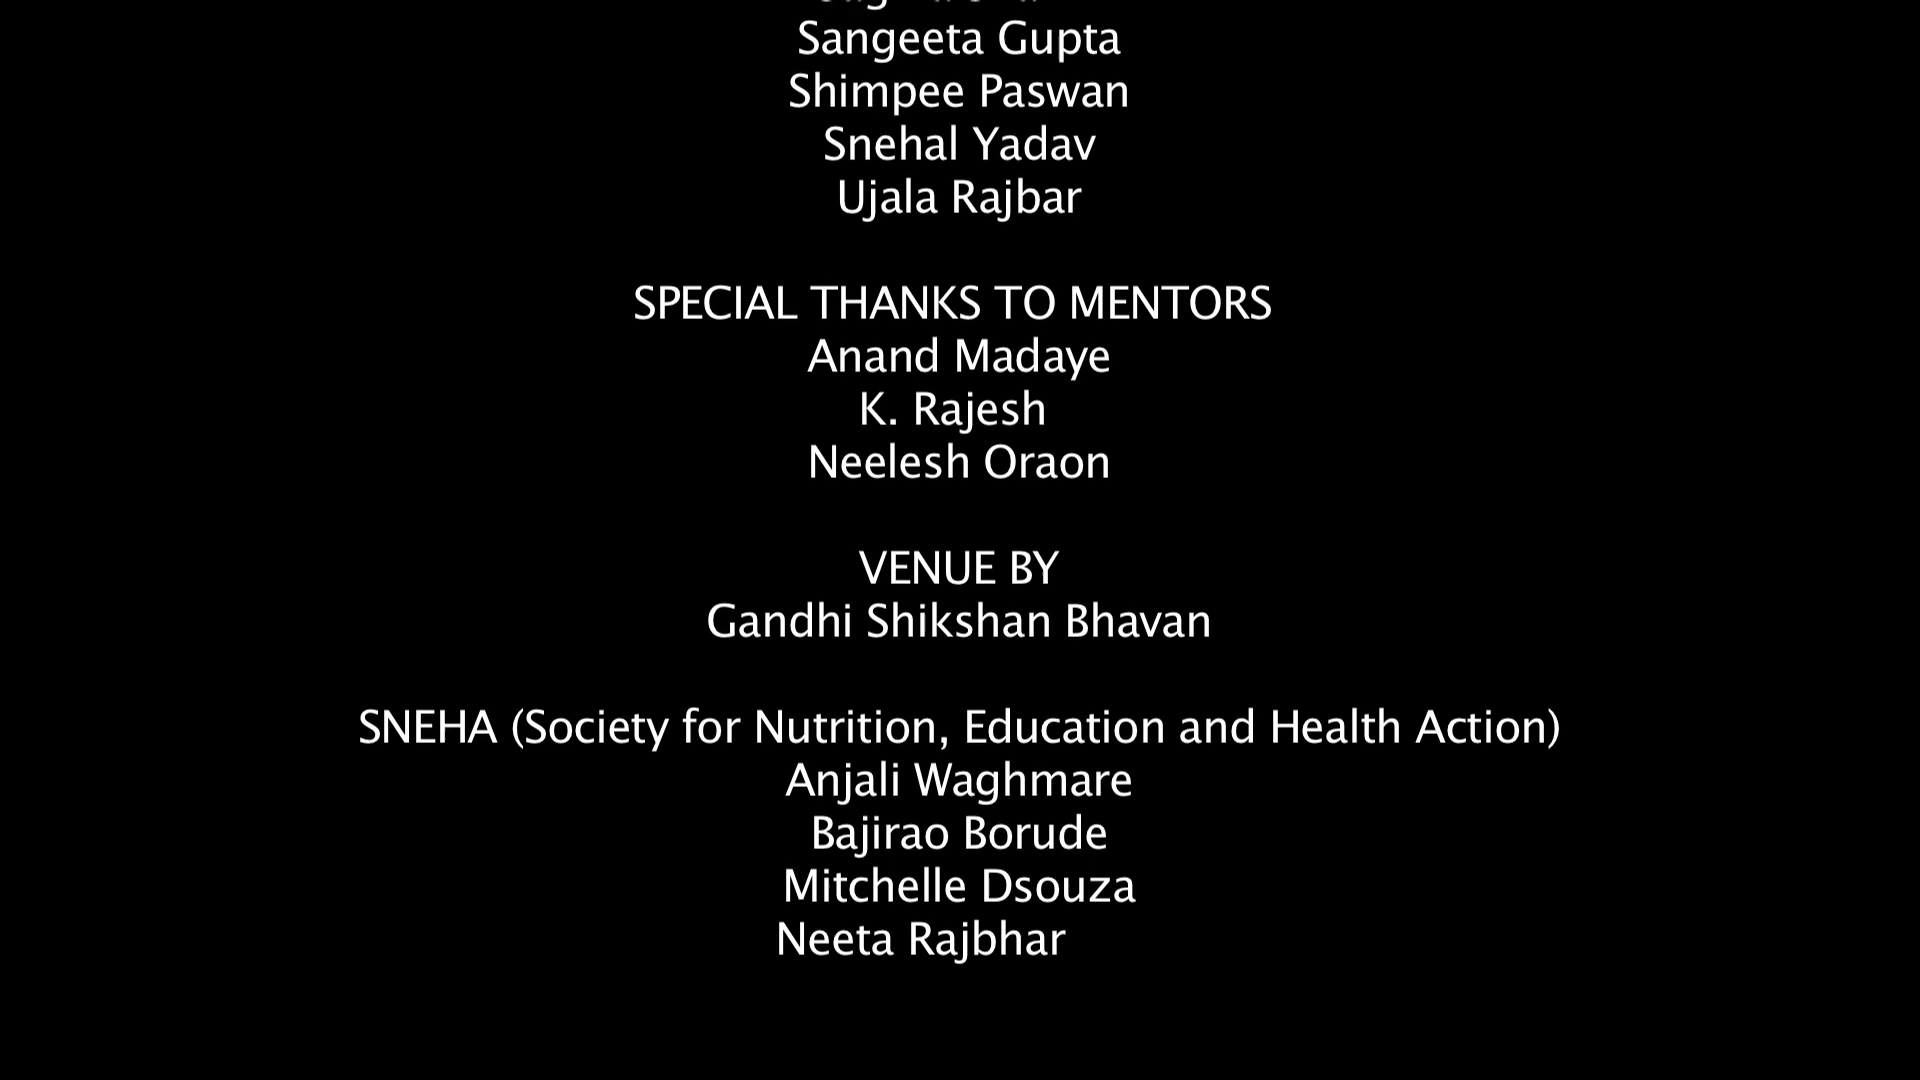 Sangeeta Gupta
Shimpee Paswan
Snehal Yadav
Ujala Rajbar
SPECIAL THANKS TO MENTORS
Anand Madaye
K. Rajesh
Neelesh Oraon
VENUE BY
Gandhi Shikshan Bhavan
SNEHA (Society for Nutrition, Education and Health Action)
Anjali Waghmare
Bajirao Borude
Mitchelle Dsouza
Neeta Rajbhar